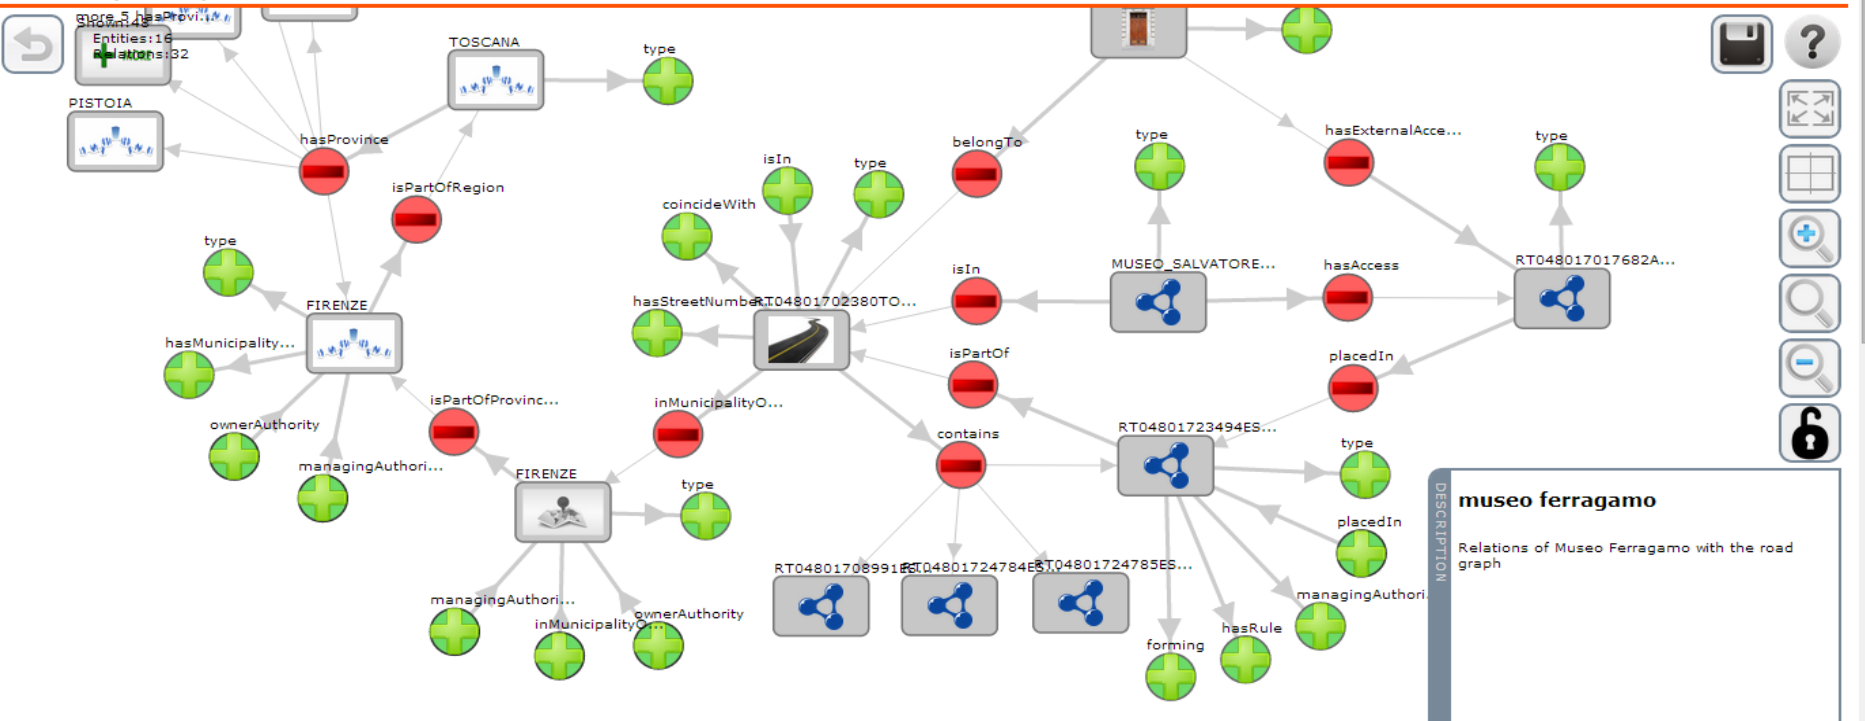 more 5 hasProvi...
Shown:48
Entities:16
Relations:32
MORE
TOSCANA
type
PISTOIA
hasProvince
isPartOfRegion
type
FIRENZE
hasMunicipality...
ownerAuthority
managingAuthori...
isPartOfProvinc...
FIRENZE
type
managingAuthori...
inMunicipalityO...
ownerAuthority
belongTo
isIn
type
coincideWith
hasStreetNumber...
RT04801702380TO...
isIn
isPartOf
inMunicipalityO...
contains
RT04801708991ES...
RT04801724784ES...
RT04801724785ES...
type
hasExternalAcce...
type
MUSEO_SALVATORE...
hasAccess
RT048017017682A...
placedIn
RT04801723494ES...
type
placedIn
managingAuthori
hasRule
forming
?
DESCRIPTION
museo ferragamo
Relations of Museo Ferragamo with the road
graph